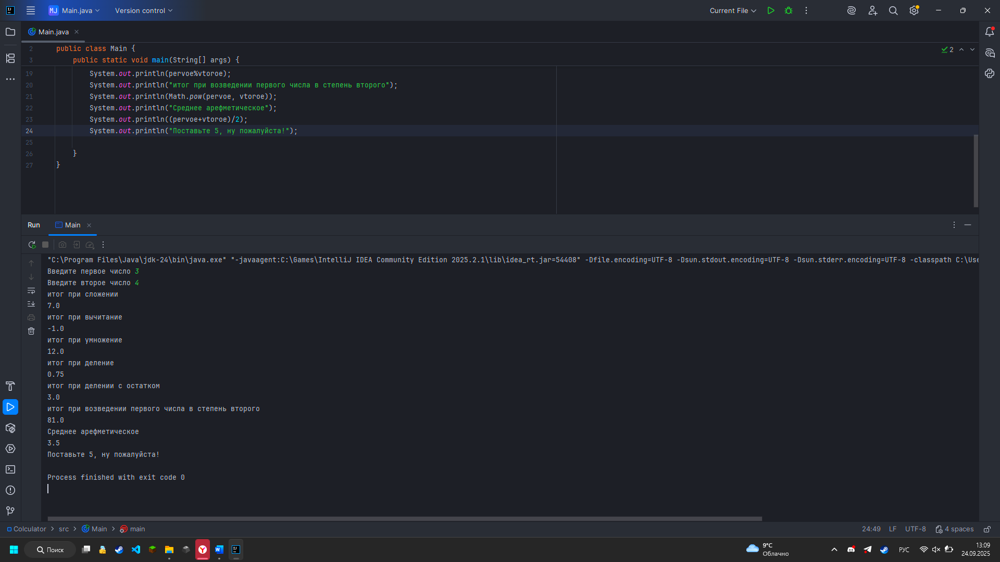 MJ Main.java Version control Current File
Main.java
2 public class Main {
3 public static void main(String[] args) {
2
19 System.out.println(pervoe%vtoroe);
20 System.out.println("итог при возведении первого числа в степень второго");
21 System.out.println(Math.pow(pervoe, vtoroe));
22 System.out.println("Среднее арефметическое");
23 System.out.println((pervoe+vtoroe)/2);
24 System.out.println("Поставьте 5, ну пожалуйста!");
25
26 }
27 }
Run Main
"C:\Program Files\Java\jdk-24\bin\java.exe" "-javaagent:C:\Games\IntelliJ IDEA Community Edition 2025.2.1\lib\idea_rt.jar=54408" -Dfile.encoding=UTF-8 -Dsun.stdout.encoding=UTF-8 -Dsun.stderr.encoding=UTF-8 -classpath C:\Use
Введите первое число 3
Введите второе число 4
итог при сложении
7.0
итог при вычитание
-1.0
итог при умножение
12.0
итог при деление
0.75
итог при делении с остатком
3.0
итог при возведении первого числа в степень второго
81.0
Среднее арефметическое
3.5
Поставьте 5, ну пожалуйста!
Process finished with exit code 0
Colculator src Main main
24:49 LF UTF-8 4 spaces
Поиск
9°C
Облачно
РУС
13:09
24.09.2025